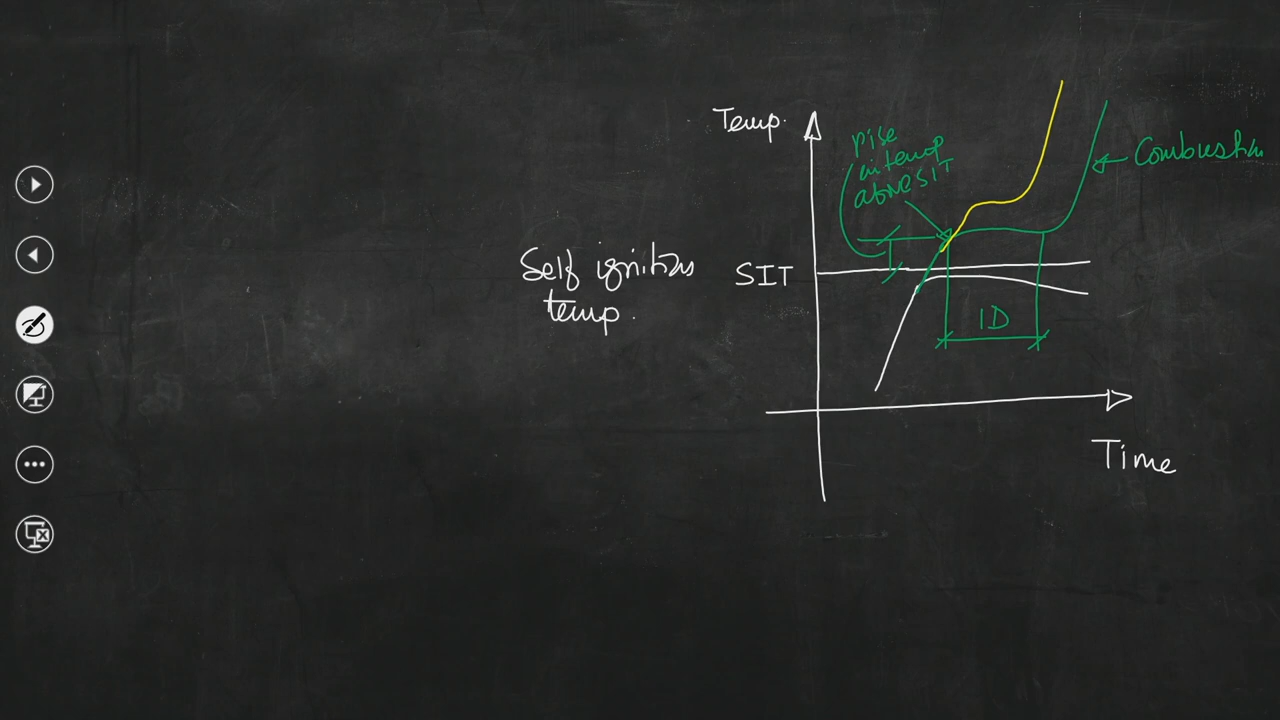 Temp.
rise
in temp
above SIT
Combustion
Self ignition
temp.
SIT
ID
Time